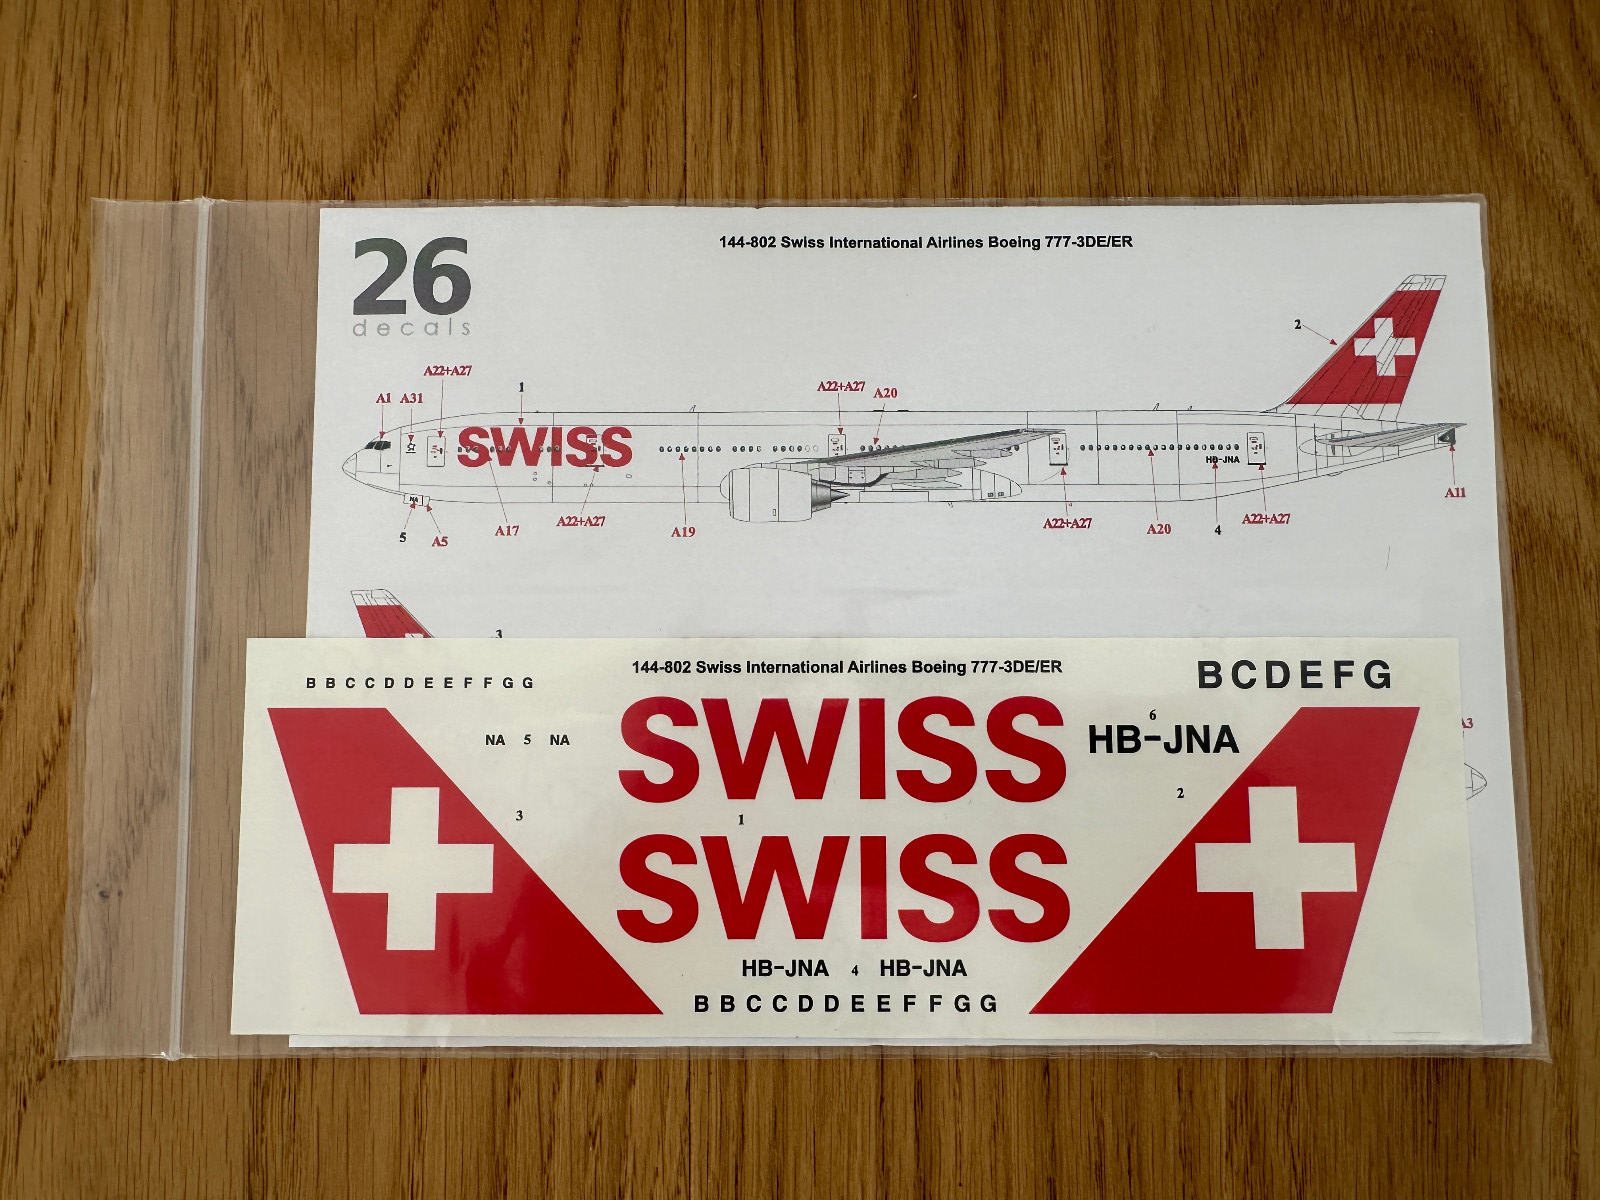 144-802 Swiss International Airlines Boeing 777-3DE/ER
26
decals
2
A22+A27
1
A22+A27
A20
A1 A31
SWISS
HB-JNA
NA
5
A5
A17
A22+A27
A19
A22+A27
A20
4
A22+A27
A11
3
A3
144-802 Swiss International Airlines Boeing 777-3DE/ER
BCDEFG
B B C C D D E E F F G G
SWISS
6
HB-JNA
NA 5 NA
2
3
1
SWISS
HB-JNA 4 HB-JNA
B B C C D D E E F F G G